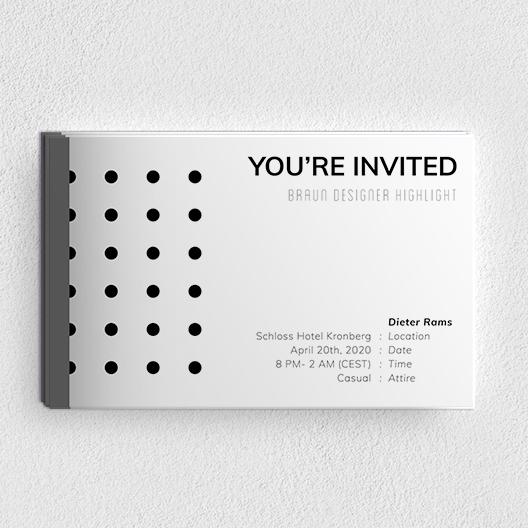 YOU'RE INVITED
BRAUN DESIGNER HIGHLIGHT
Dieter Rams
Schloss Hotel Kronberg : Location
April 20th, 2020 : Date
8 PM- 2 AM (CEST) : Time
Casual : Attire